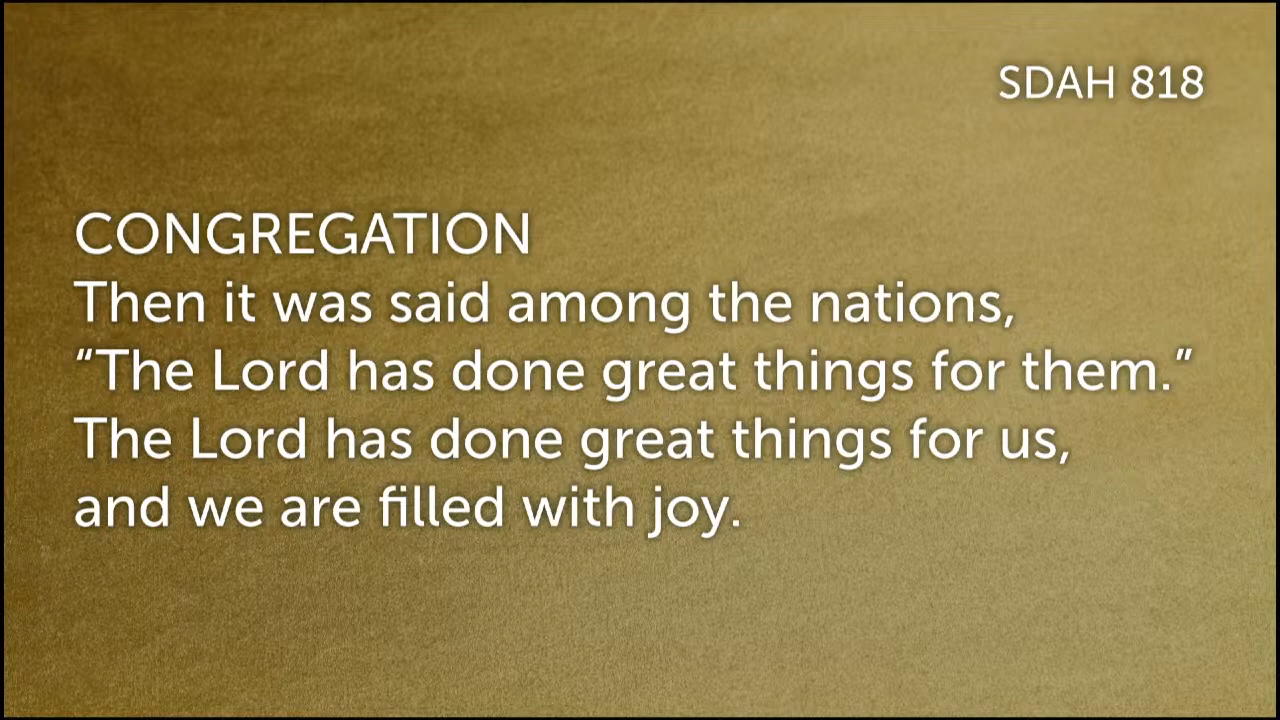 SDAH 818
CONGREGATION
Then it was said among the nations,
“The Lord has done great things for them.”
The Lord has done great things for us,
and we are filled with joy.